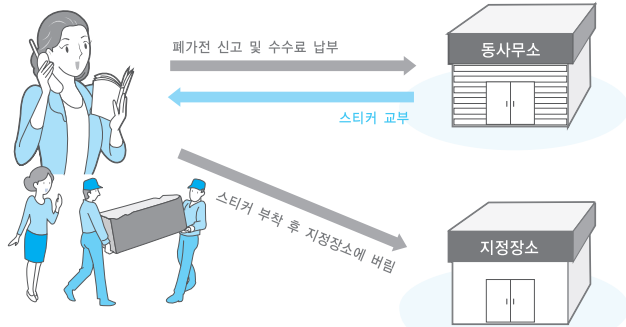 폐가전 신고 및 수수료 납부
동사무소
스티커 교부
스티커 부착 후 지정장소에 버림
지정장소